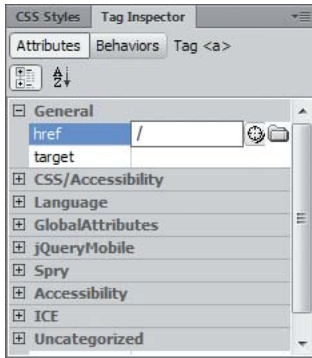 CSS Styles Tag Inspector
Attributes Behaviors Tag <a>
A Z
General
href /
target
CSS/Accessibility
Language
GlobalAttributes
jQueryMobile
Spry
Accessibility
ICE
Uncategorized